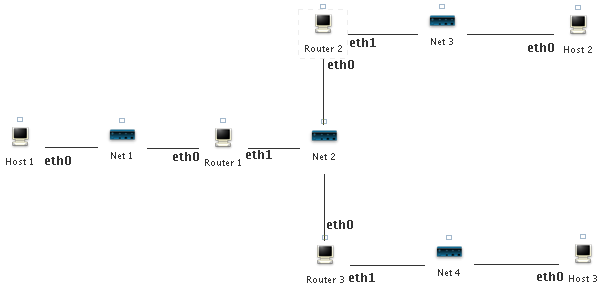 Router 2
eth1
Net 3
eth0
Host 2
eth0
Host 1
eth0
Net 1
eth0
Router 1
eth1
Net 2
eth0
Router 3
eth1
Net 4
eth0
Host 3